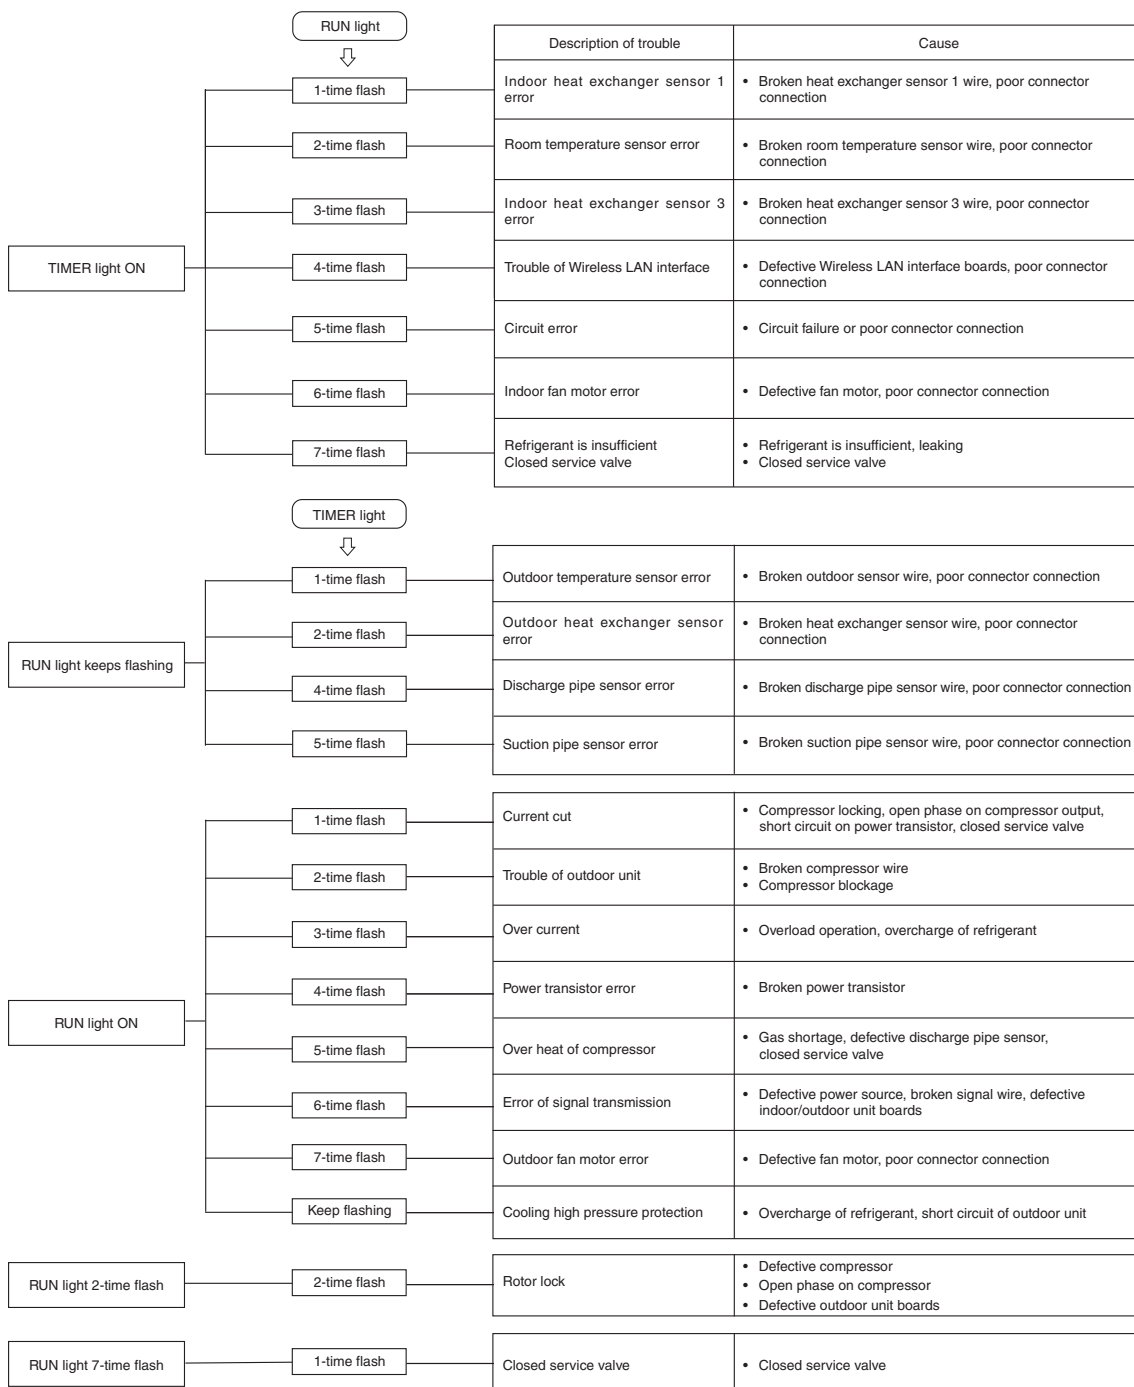 RUN light
Description of trouble
Cause
1-time flash
Indoor heat exchanger sensor 1
error
• Broken heat exchanger sensor 1 wire, poor connector
connection
2-time flash
Room temperature sensor error
• Broken room temperature sensor wire, poor connector
connection
3-time flash
Indoor heat exchanger sensor 3
error
• Broken heat exchanger sensor 3 wire, poor connector
connection
TIMER light ON
4-time flash
Trouble of Wireless LAN interface
• Defective Wireless LAN interface boards, poor connector
connection
5-time flash
Circuit error
• Circuit failure or poor connector connection
6-time flash
Indoor fan motor error
• Defective fan motor, poor connector connection
7-time flash
Refrigerant is insufficient
Closed service valve
• Refrigerant is insufficient, leaking
• Closed service valve
TIMER light
1-time flash
Outdoor temperature sensor error
• Broken outdoor sensor wire, poor connector connection
2-time flash
Outdoor heat exchanger sensor
error
• Broken heat exchanger sensor wire, poor connector
connection
RUN light keeps flashing
4-time flash
Discharge pipe sensor error
• Broken discharge pipe sensor wire, poor connector connection
5-time flash
Suction pipe sensor error
• Broken suction pipe sensor wire, poor connector connection
1-time flash
Current cut
• Compressor locking, open phase on compressor output,
short circuit on power transistor, closed service valve
2-time flash
Trouble of outdoor unit
• Broken compressor wire
• Compressor blockage
3-time flash
Over current
• Overload operation, overcharge of refrigerant
4-time flash
Power transistor error
• Broken power transistor
RUN light ON
5-time flash
Over heat of compressor
• Gas shortage, defective discharge pipe sensor,
closed service valve
6-time flash
Error of signal transmission
• Defective power source, broken signal wire, defective
indoor/outdoor unit boards
7-time flash
Outdoor fan motor error
• Defective fan motor, poor connector connection
Keep flashing
Cooling high pressure protection
• Overcharge of refrigerant, short circuit of outdoor unit
RUN light 2-time flash
2-time flash
Rotor lock
• Defective compressor
• Open phase on compressor
• Defective outdoor unit boards
RUN light 7-time flash
1-time flash
Closed service valve
• Closed service valve